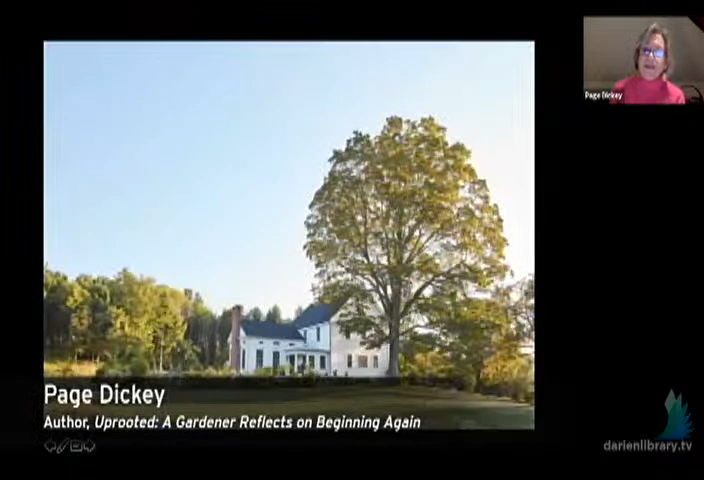 Page Dickey
Page Dickey
Author, Uprooted: A Gardener Reflects on Beginning Again
darienlibrary.tv